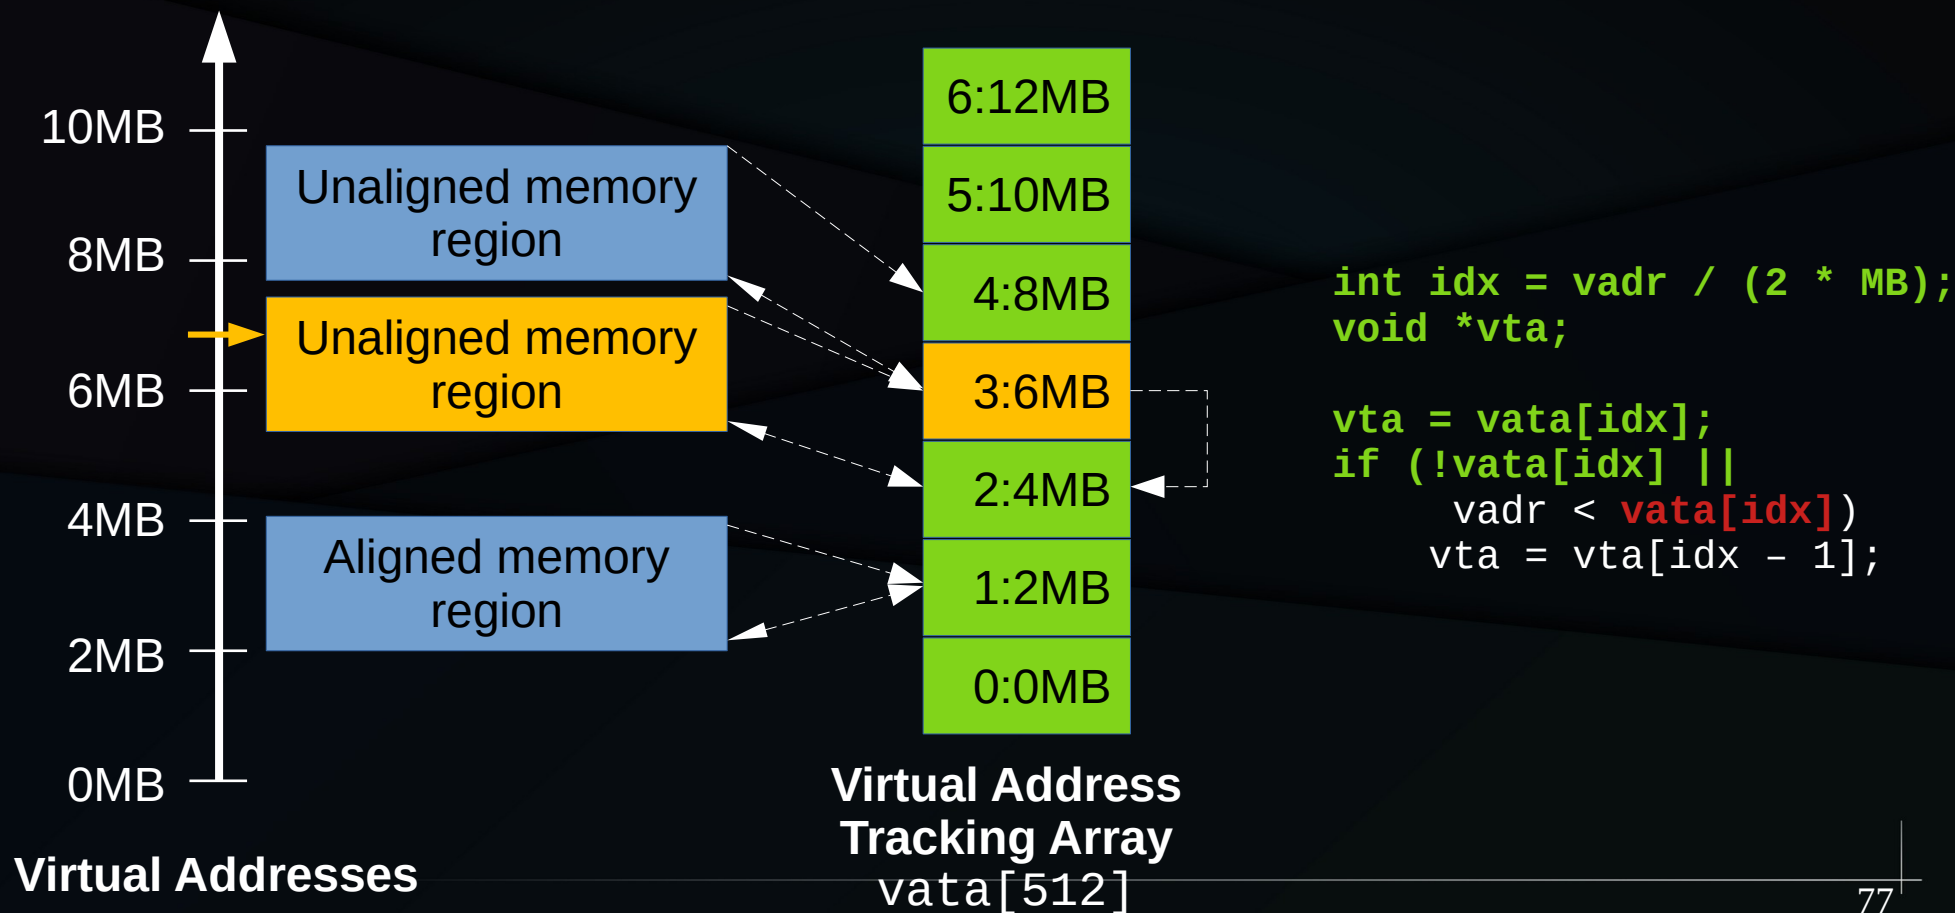 10MB
8MB
6MB
4MB
2MB
0MB
Virtual Addresses
Unaligned memory
region
Unaligned memory
region
Aligned memory
region
6:12MB
5:10MB
4:8MB
3:6MB
2:4MB
1:2MB
0:0MB
Virtual Address
Tracking Array
vata[512]
int idx = vadr / (2 * MB);
void *vta;
vta = vata[idx];
if (!vata[idx] ||
vadr < vata[idx])
vta = vta[idx – 1];
77